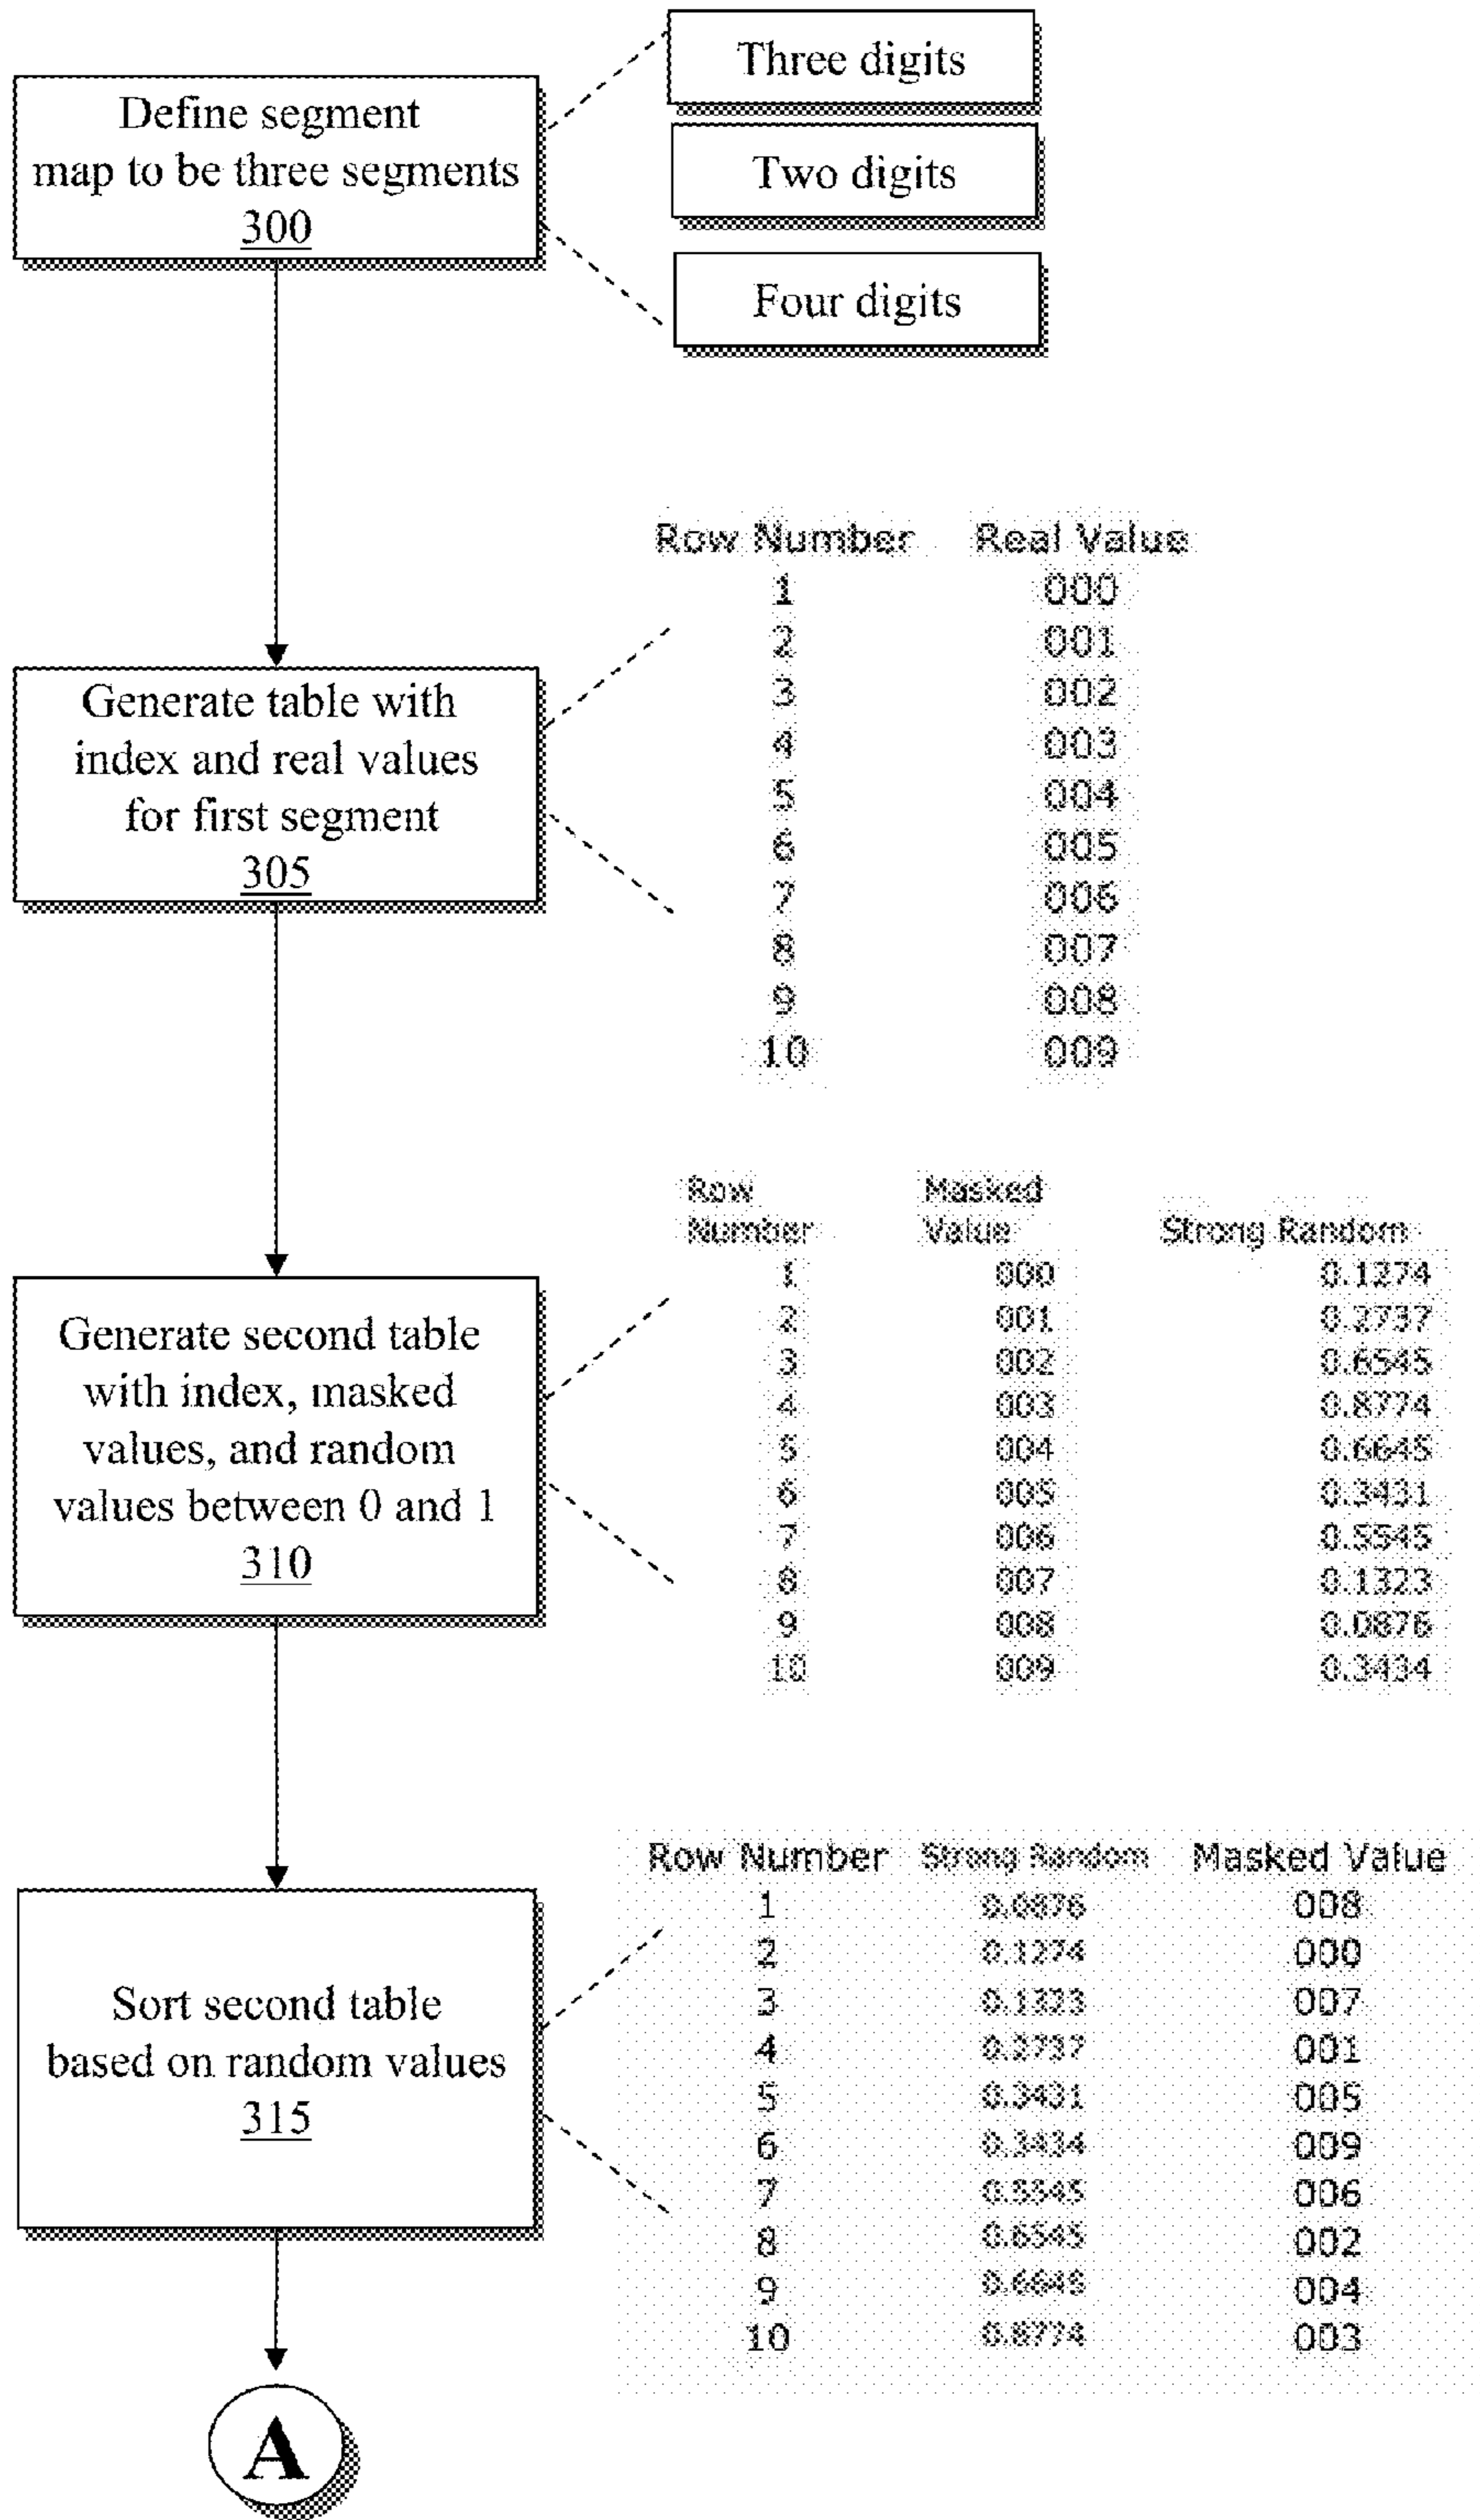 Three digits
Define segment
map to be three segments
300
Two digits
Four digits
Row Number Real Value
1 000
2 001
3 002
4 003
5 004
6 005
7 006
8 007
9 008
10 009
Generate table with
index and real values
for first segment
305
Row Masked
Number Value Strong Random
1 000 0.1274
2 001 0.2737
3 002 0.6545
4 003 0.8774
5 004 0.6645
6 005 0.3431
7 006 0.5545
8 007 0.1323
9 008 0.0876
10 009 0.3434
Generate second table
with index, masked
values, and random
values between 0 and 1
310
Row Number Strong Random Masked Value
1 0.0876 008
2 0.1274 000
3 0.1323 007
4 0.2737 001
5 0.3431 005
6 0.3434 009
7 0.5545 006
8 0.6545 002
9 0.6645 004
10 0.8774 003
Sort second table
based on random values
315
A